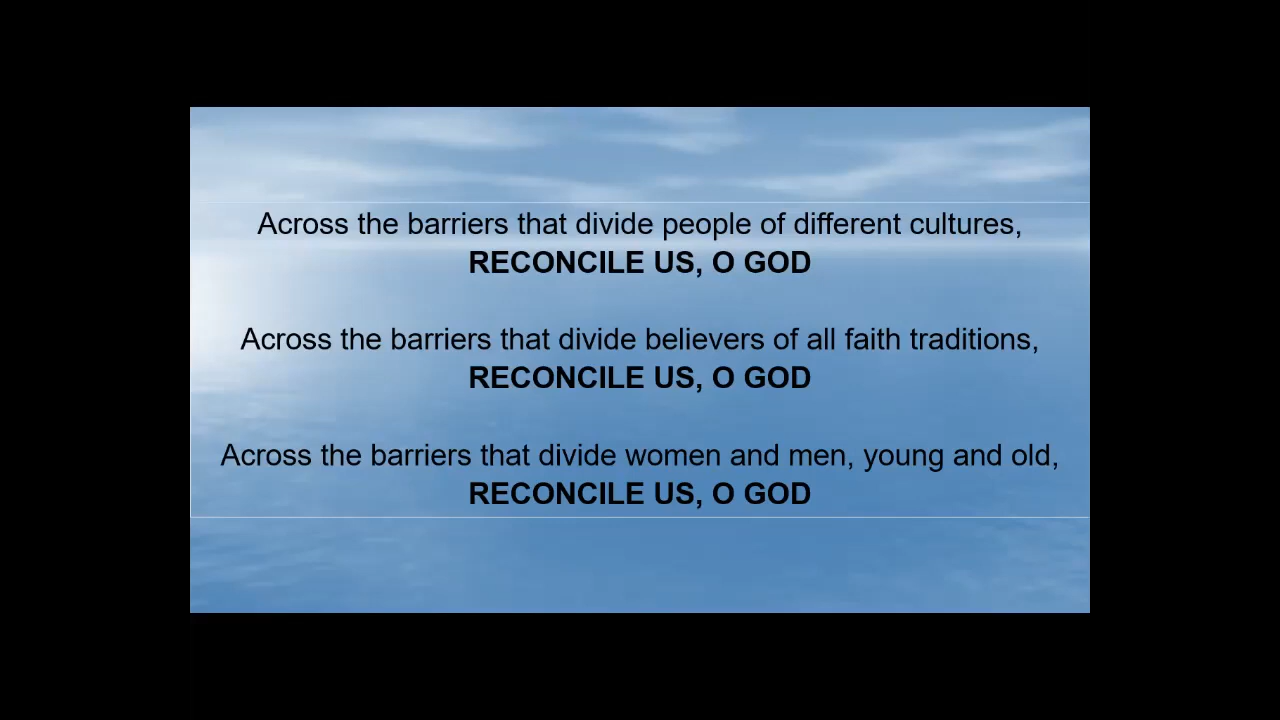 Across the barriers that divide people of different cultures,
RECONCILE US, O GOD
Across the barriers that divide believers of all faith traditions,
RECONCILE US, O GOD
Across the barriers that divide women and men, young and old,
RECONCILE US, O GOD